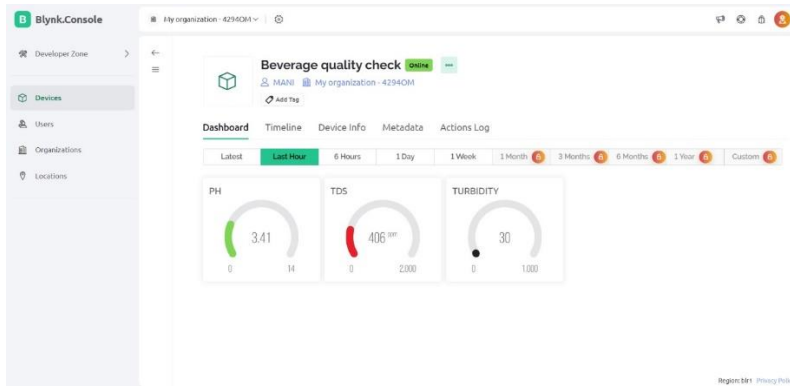 B Blynk.Console
My organization - 4294OM
Developer Zone
Devices
Users
Organizations
Locations
Beverage quality check Online
MANI My organization - 4294OM
Add Tag
Dashboard Timeline Device Info Metadata Actions Log
Latest Last Hour 6 Hours 1 Day 1 Week 1 Month 3 Months 6 Months 1 Year Custom
PH TDS TURBIDITY
3.41 406 30
0 14 0 2,000 0 1,000
Region: blr1 Privacy Poli